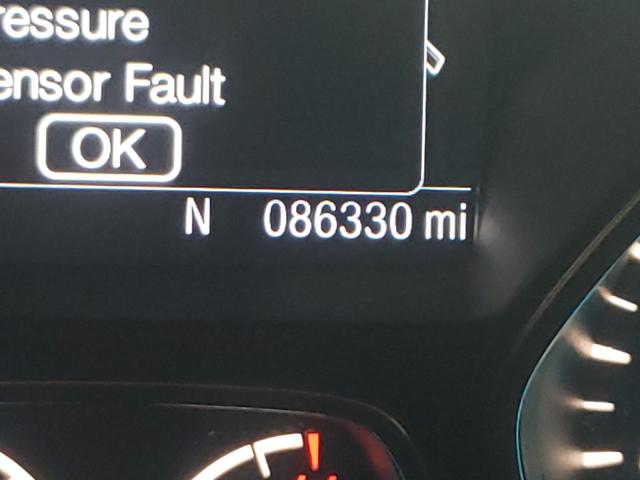 ressure
ensor Fault
OK
N 086330 mi